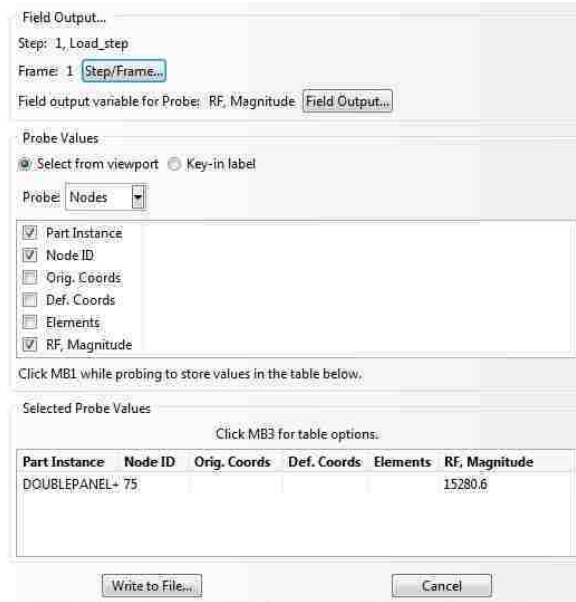 Field Output...
Step: 1, Load_step
Frame: 1 Step/Frame...
Field output variable for Probe: RF, Magnitude Field Output...
Probe Values
Select from viewport Key-in label
Probe: Nodes
Part Instance
Node ID
Orig. Coords
Def. Coords
Elements
RF, Magnitude
Click MB1 while probing to store values in the table below.
Selected Probe Values
Click MB3 for table options.
Part Instance Node ID Orig. Coords Def. Coords Elements RF, Magnitude
DOUBLEPANEL+ 75 15280.6
Write to File... Cancel